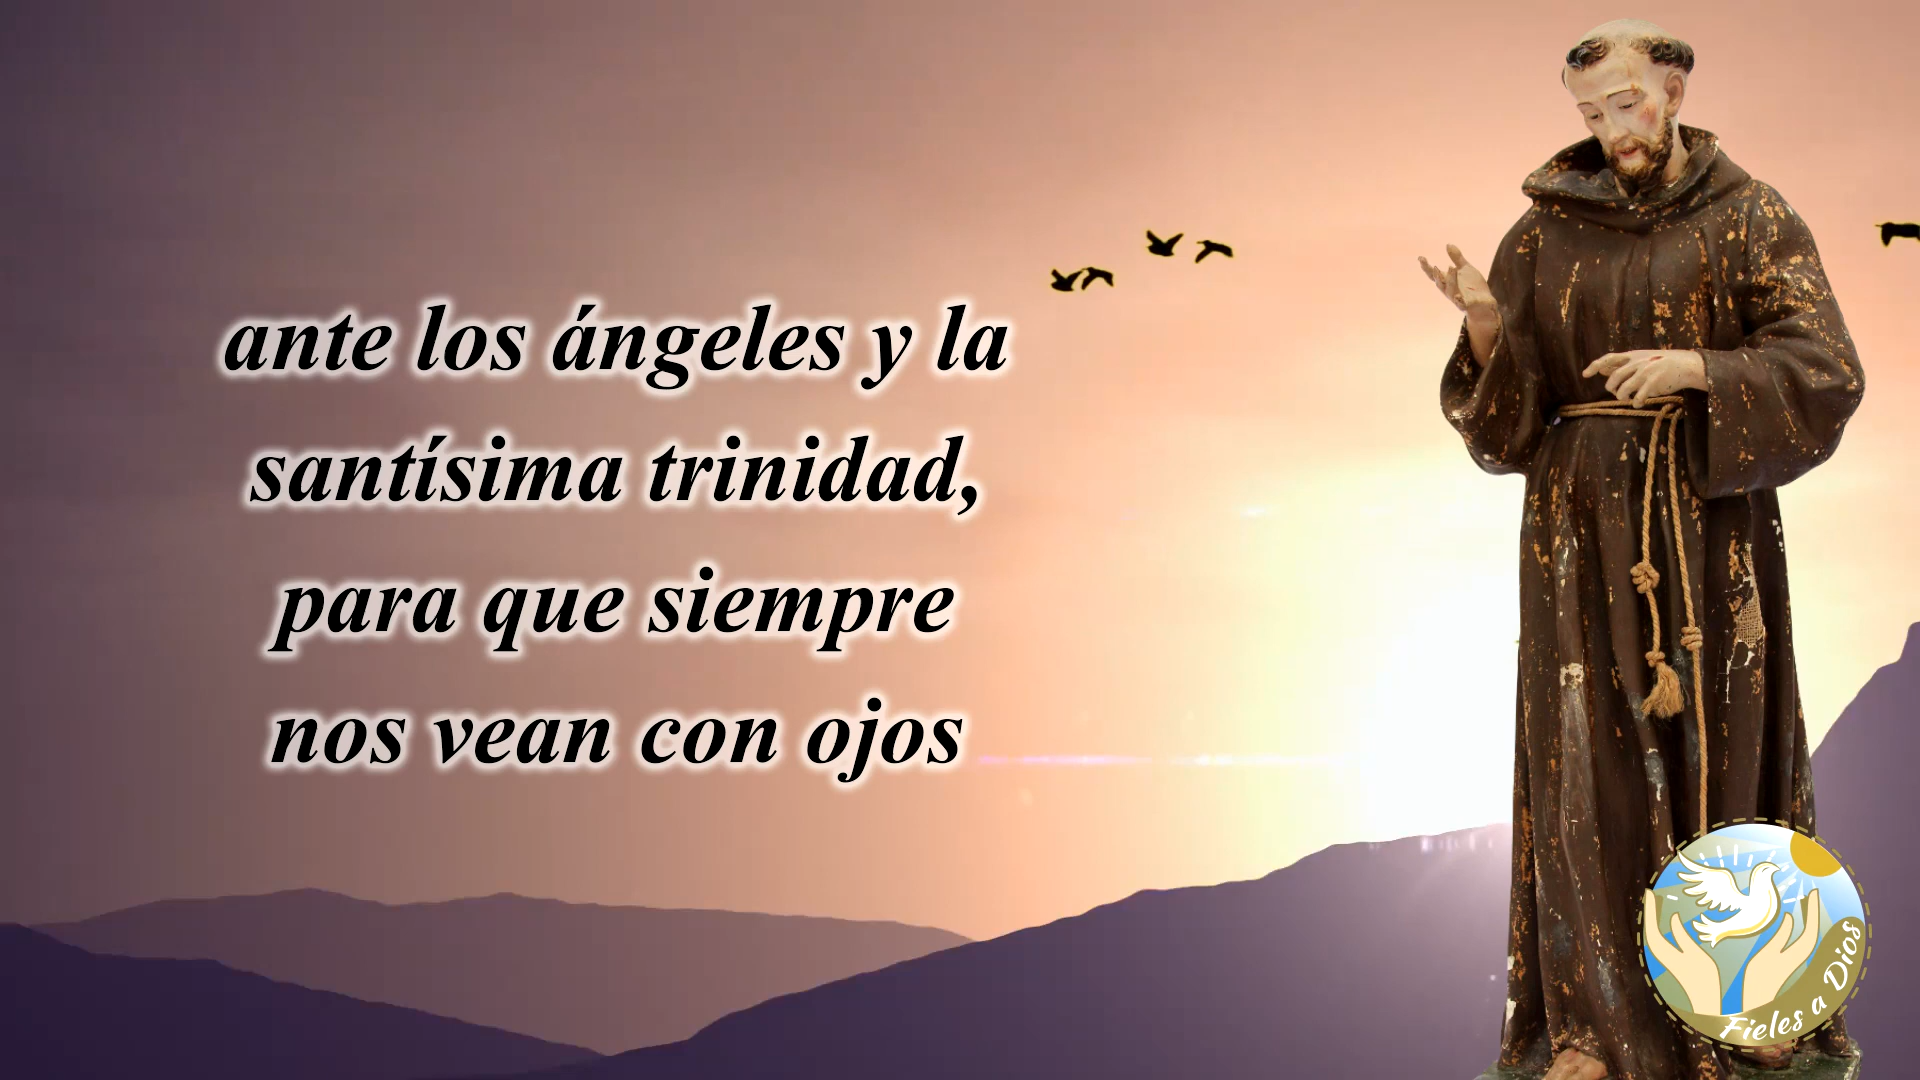 ante los ángeles y la
santísima trinidad,
para que siempre
nos vean con ojos
Fieles a Dios